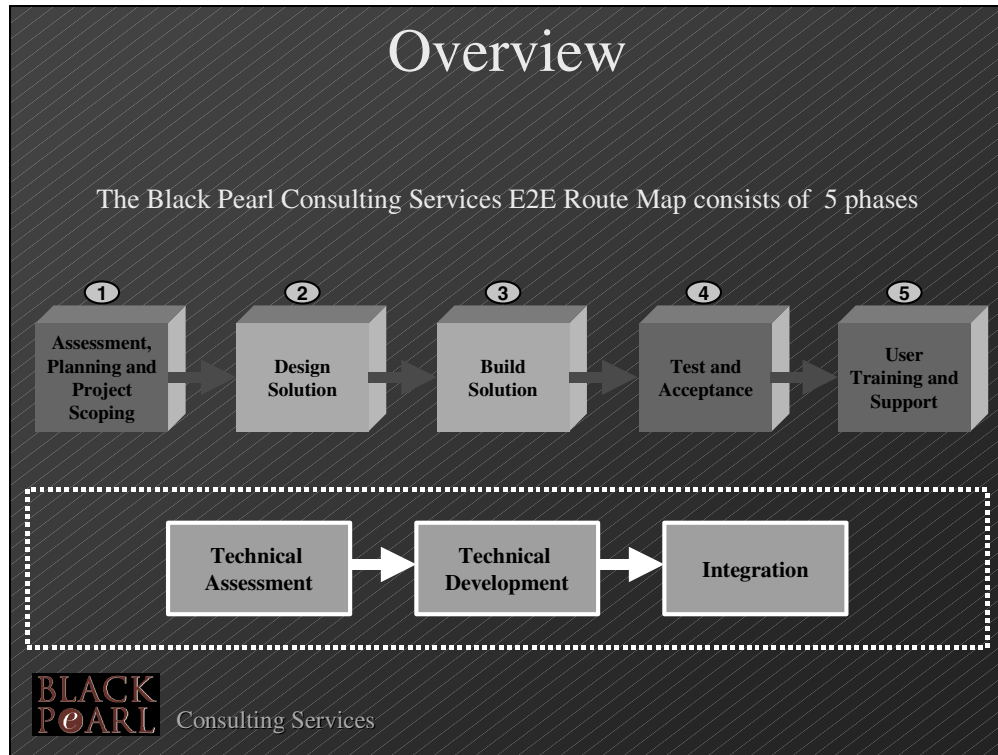 Overview
The Black Pearl Consulting Services E2E Route Map consists of 5 phases
1
Assessment,
Planning and
Project
Scoping
2
Design
Solution
3
Build
Solution
4
Test and
Acceptance
5
User
Training and
Support
Technical
Assessment
Technical
Development
Integration
BLACK
PeARL
Consulting Services